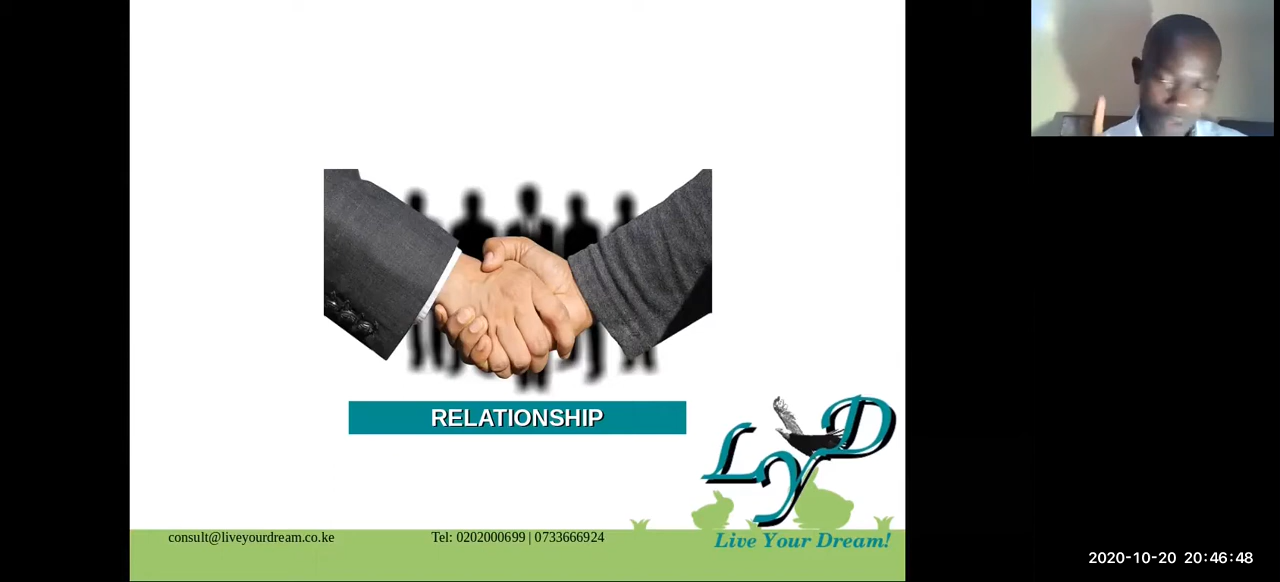 RELATIONSHIP
LYD
consult@liveyourdream.co.ke
Tel: 0202000699 | 0733666924
Live Your Dream!
2020-10-20 20:46:48